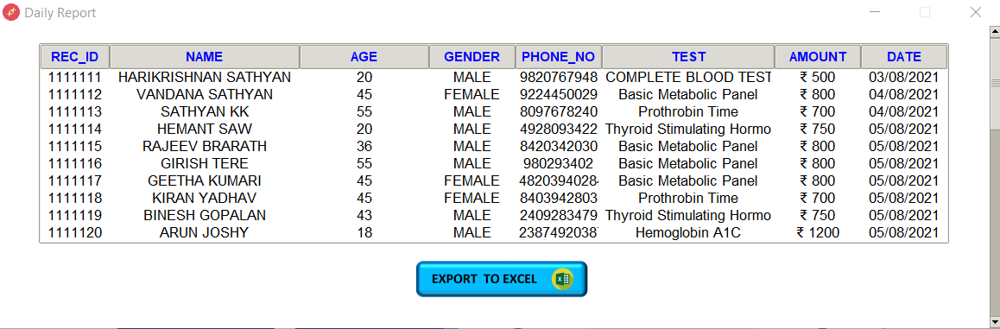 Daily Report
REC_ID NAME AGE GENDER PHONE_NO TEST AMOUNT DATE
1111111 HARIKRISHNAN SATHYAN 20 MALE 9820767948 COMPLETE BLOOD TEST ₹ 500 03/08/2021
1111112 VANDANA SATHYAN 45 FEMALE 9224450029 Basic Metabolic Panel ₹ 800 04/08/2021
1111113 SATHYAN KK 55 MALE 8097678240 Prothrobin Time ₹ 700 04/08/2021
1111114 HEMANT SAW 20 MALE 4928093422 Thyroid Stimulating Hormo ₹ 750 05/08/2021
1111115 RAJEEV BRARATH 36 MALE 8420342030 Basic Metabolic Panel ₹ 800 05/08/2021
1111116 GIRISH TERE 55 MALE 980293402 Basic Metabolic Panel ₹ 800 05/08/2021
1111117 GEETHA KUMARI 45 FEMALE 48203940284 Basic Metabolic Panel ₹ 800 05/08/2021
1111118 KIRAN YADHAV 45 FEMALE 8403942803 Prothrobin Time ₹ 700 05/08/2021
1111119 BINESH GOPALAN 43 MALE 2409283479 Thyroid Stimulating Hormo ₹ 750 05/08/2021
1111120 ARUN JOSHY 18 MALE 2387492038 Hemoglobin A1C ₹ 1200 05/08/2021
EXPORT TO EXCEL